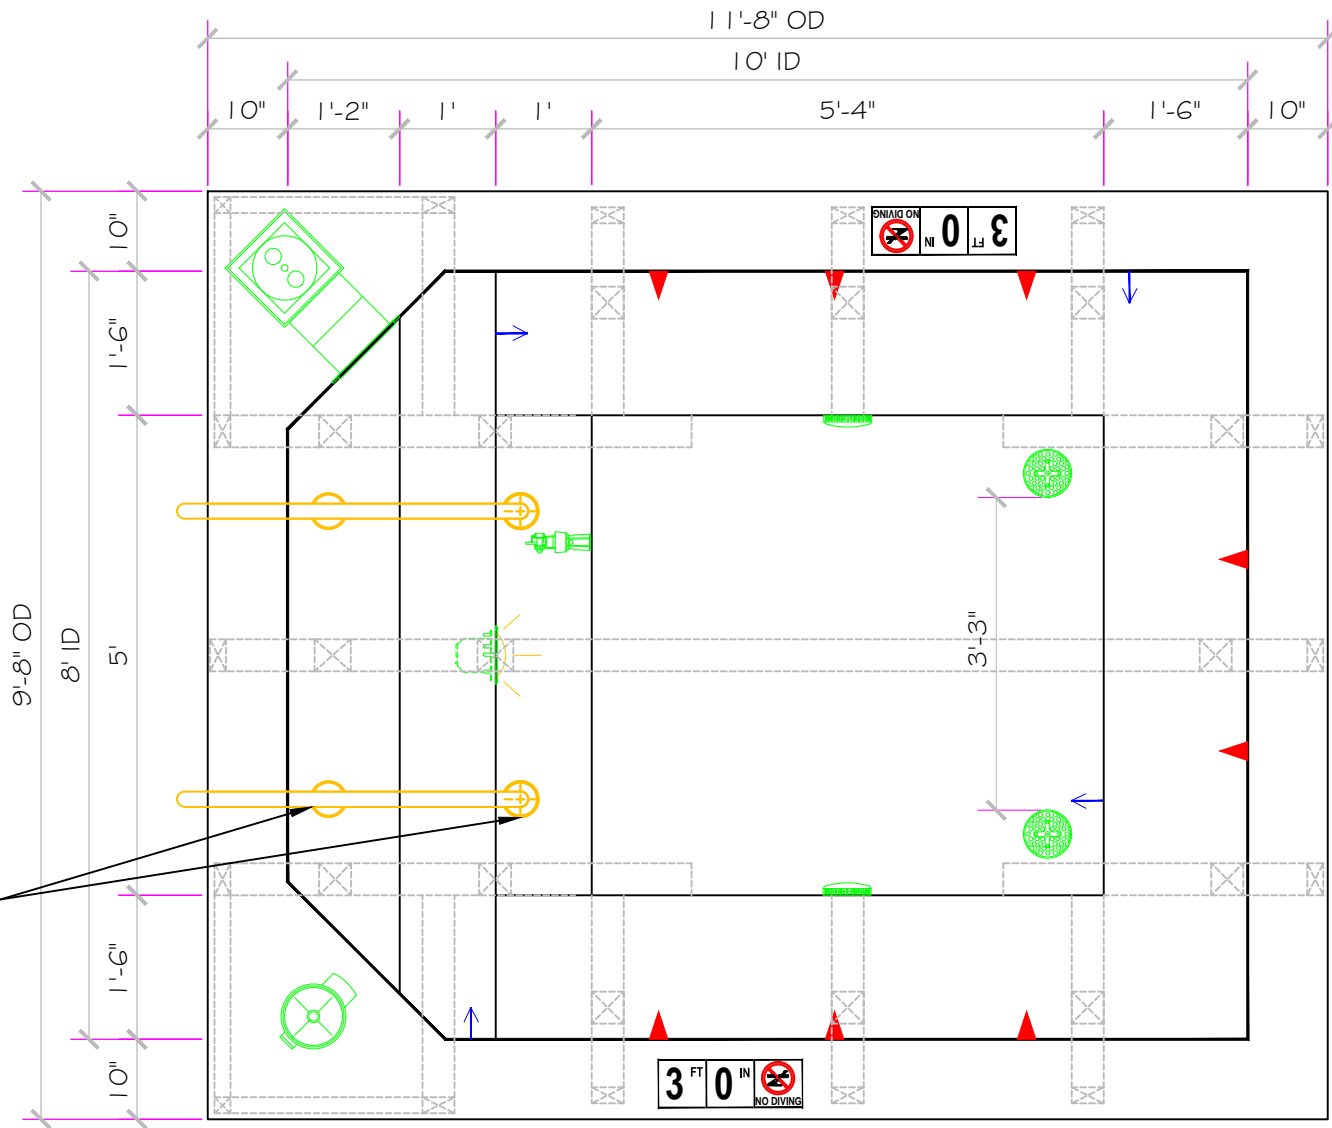 11'-8" OD
10' ID
10" 1'-2" 1' 1' 5'-4" 1'-6" 10"
NO DIVING 0 IN 3 FT
10"
1'-6"
9'-8" OD
8' ID
5'
3'-3"
1'-6"
10"
3 FT 0 IN NO DIVING